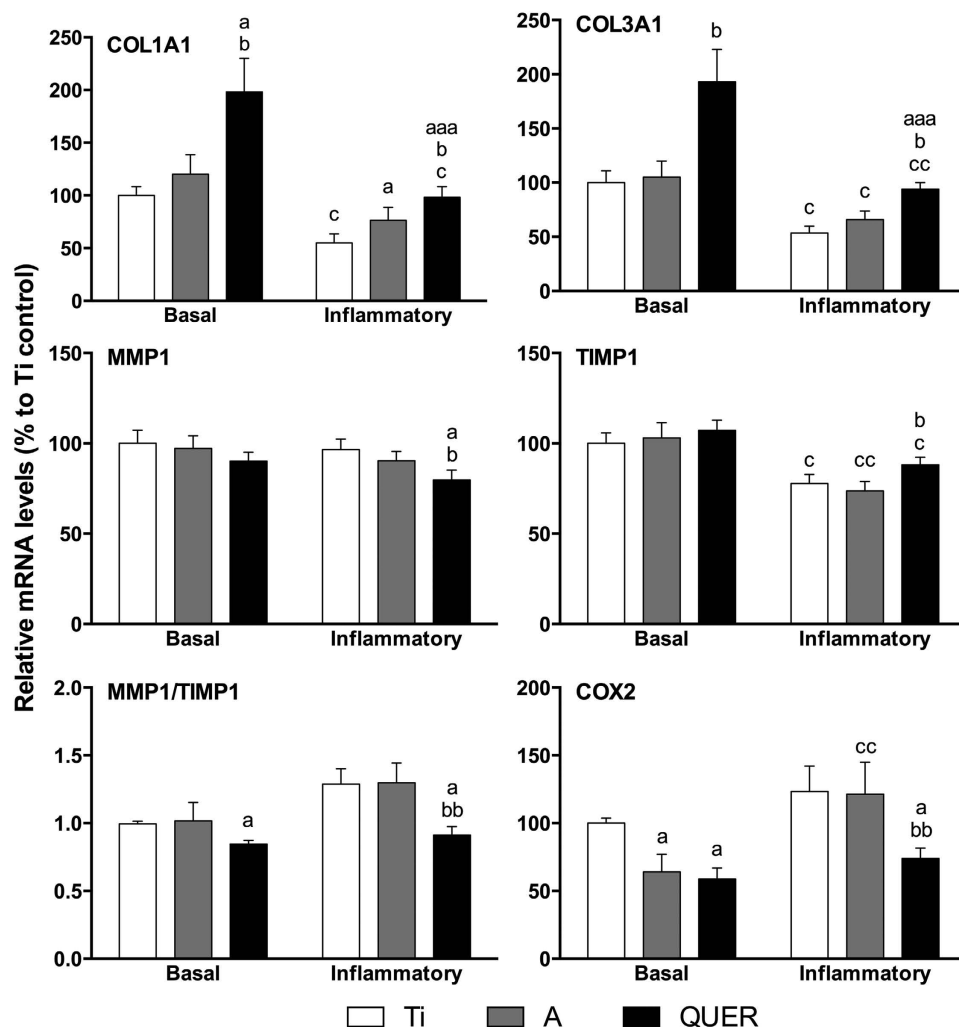 Relative mRNA levels (% to Ti control)
COL1A1
250
200
150
100
50
0
a
b
c
a
aaa
b
c
Basal
Inflammatory
COL3A1
250
200
150
100
50
0
b
c
c
aaa
b
cc
Basal
Inflammatory
MMP1
150
100
50
0
a
b
Basal
Inflammatory
TIMP1
150
100
50
0
c
cc
b
c
Basal
Inflammatory
MMP1/TIMP1
2.0
1.5
1.0
0.5
0.0
a
a
bb
Basal
Inflammatory
COX2
200
150
100
50
0
a
a
cc
a
bb
Basal
Inflammatory
Ti
A
QUER